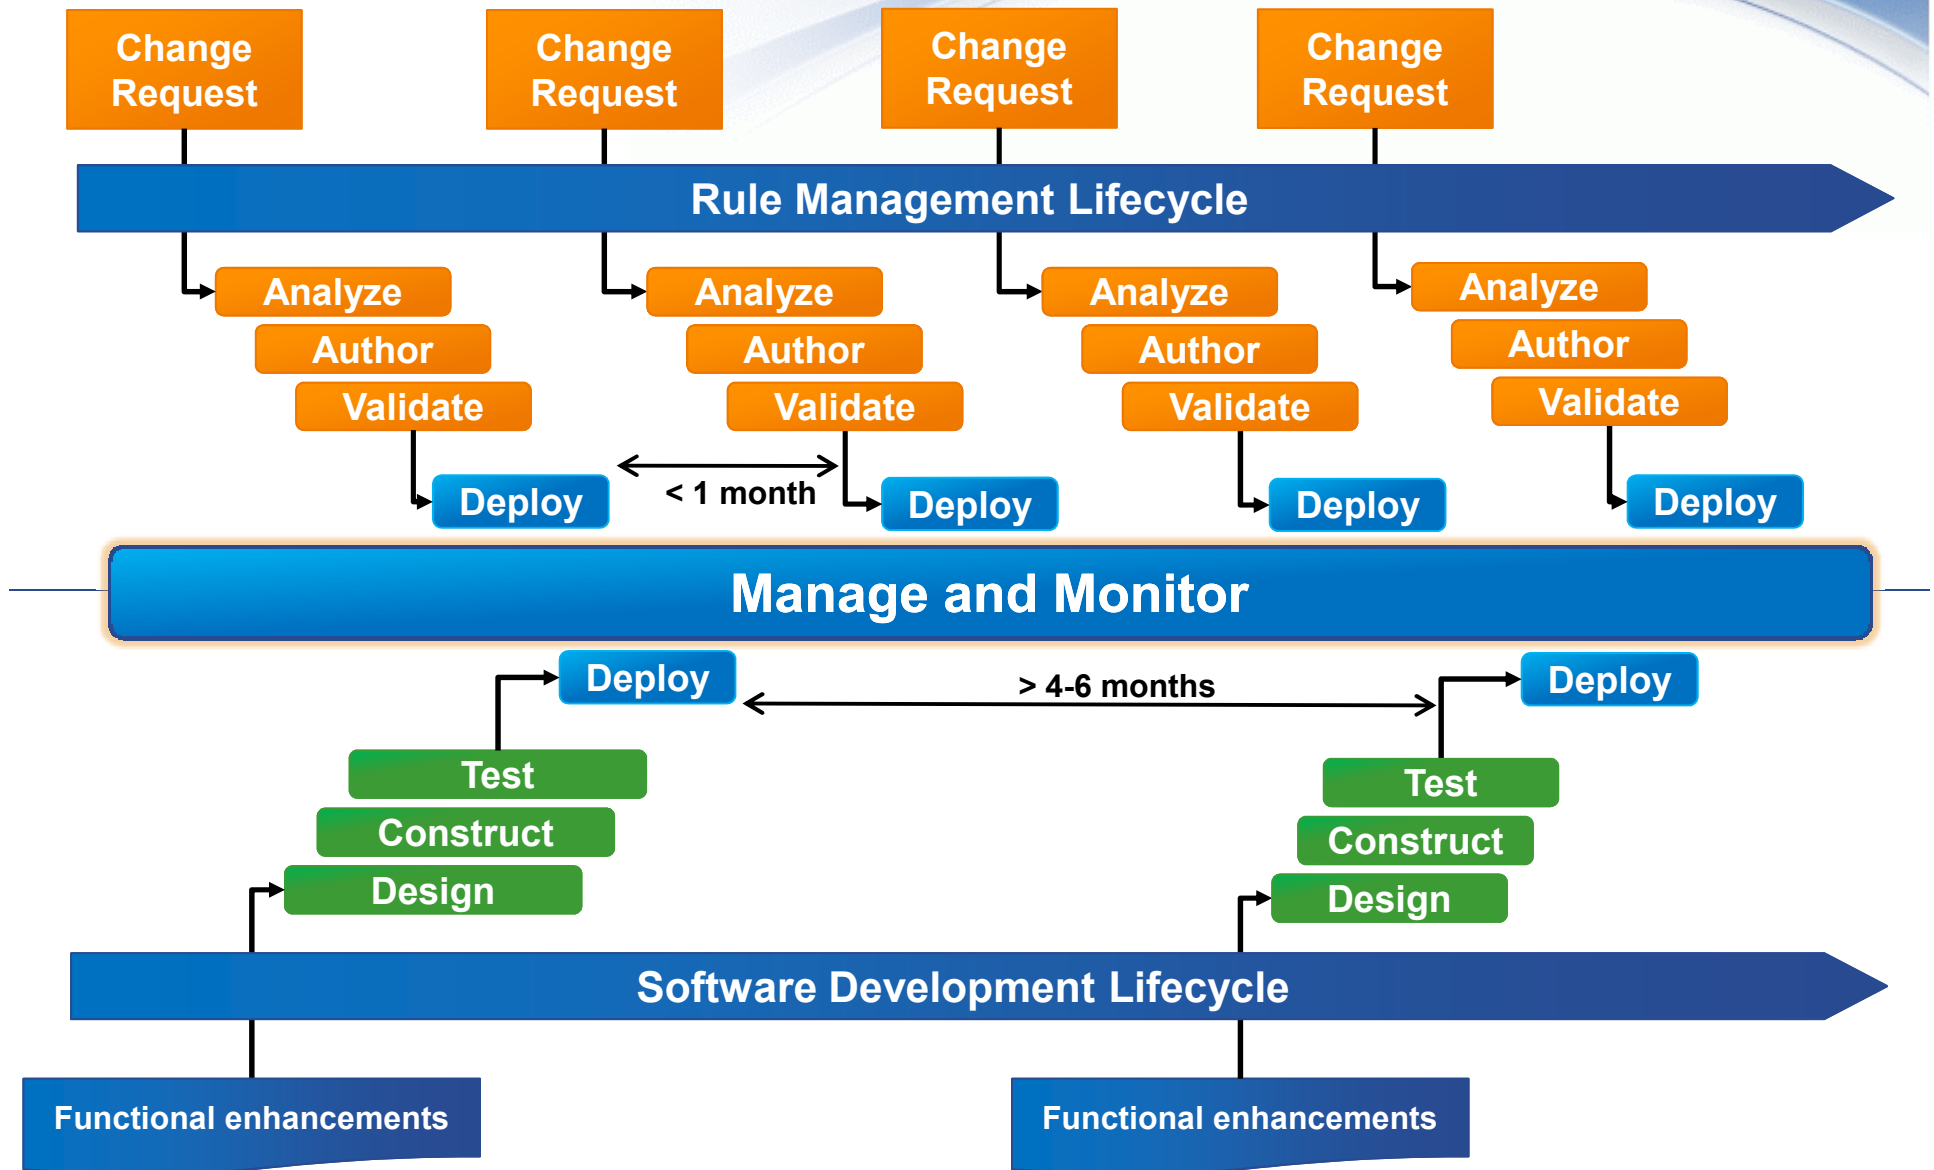 Change
Request
Change
Request
Change
Request
Change
Request
Rule Management Lifecycle
Analyze
Analyze
Analyze
Analyze
Author
Author
Author
Author
Validate
Validate
Validate
Validate
< 1 month
Deploy
Deploy
Deploy
Deploy
Manage and Monitor
Deploy
> 4-6 months
Deploy
Test
Test
Construct
Construct
Design
Design
Software Development Lifecycle
Functional enhancements
Functional enhancements